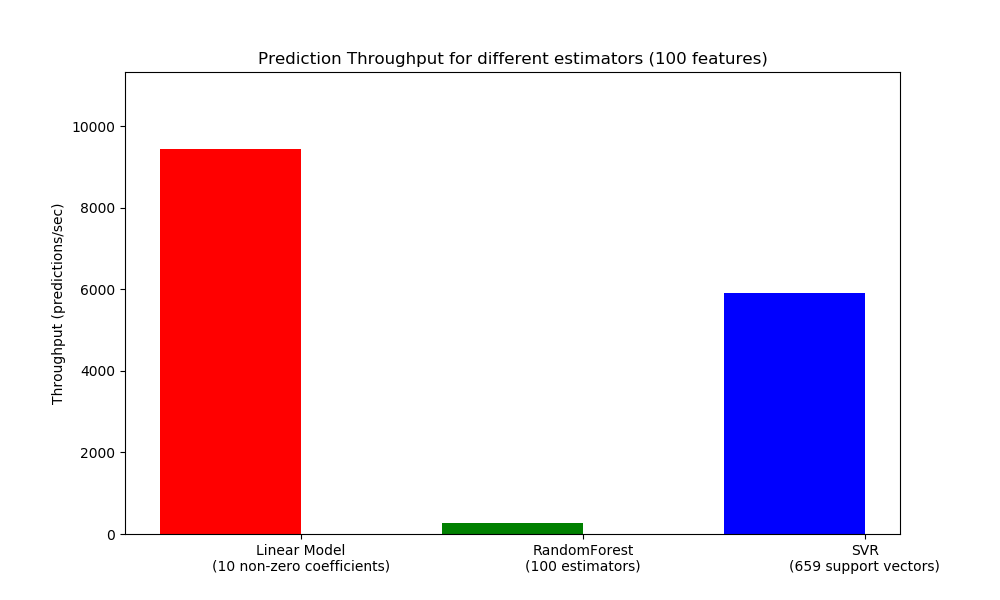 Prediction Throughput for different estimators (100 features)
Throughput (predictions/sec)
10000
8000
6000
4000
2000
0
Linear Model
(10 non-zero coefficients)
RandomForest
(100 estimators)
SVR
(659 support vectors)